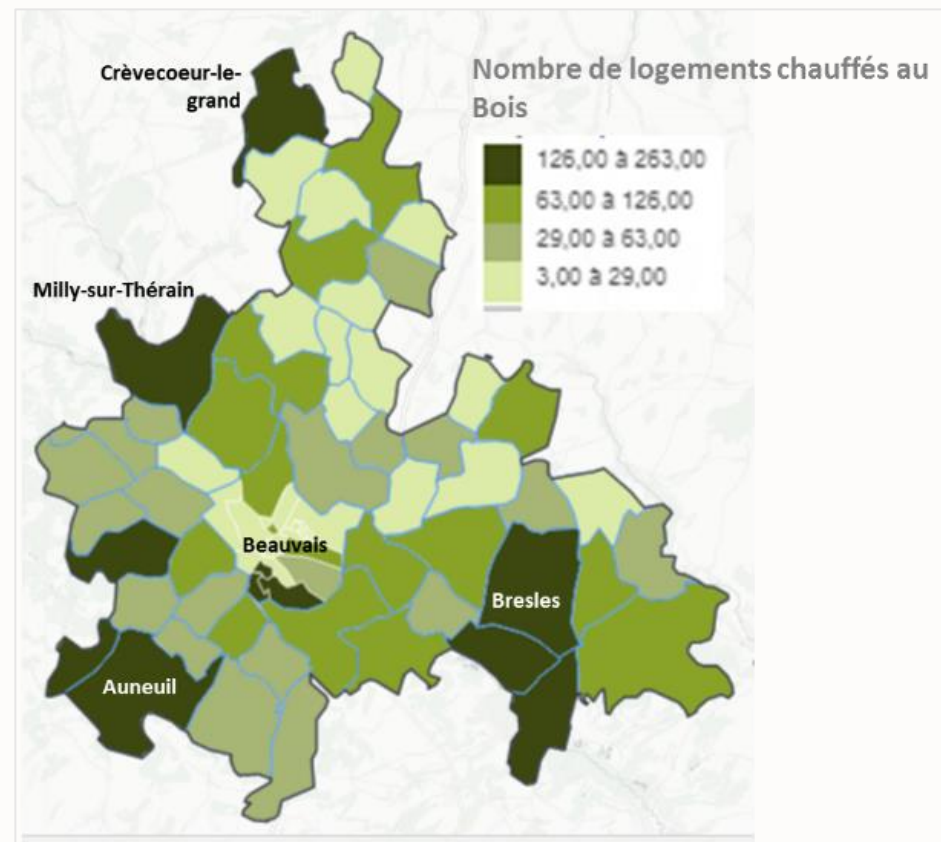 Crèvecoeur-le-
grand
Nombre de logements chauffés au
Bois
126,00 à 263,00
63,00 à 126,00
29,00 à 63,00
3,00 à 29,00
Milly-sur-Thérain
Beauvais
Bresles
Auneuil